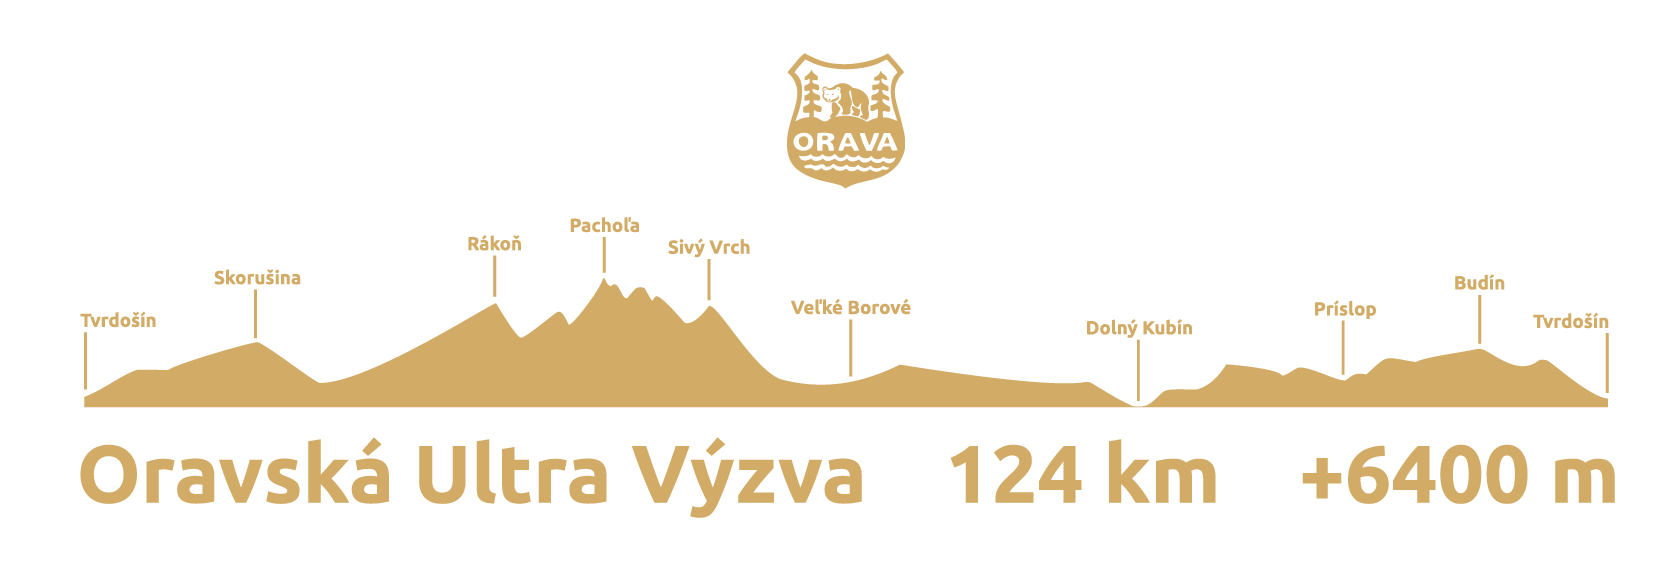 ORAVA
Pachoľa
Rákoň
Sivý Vrch
Skorušina
Budín
Veľké Borové
Príslop
Tvrdošín
Dolný Kubín
Tvrdošín
Oravská Ultra Výzva 124 km +6400 m